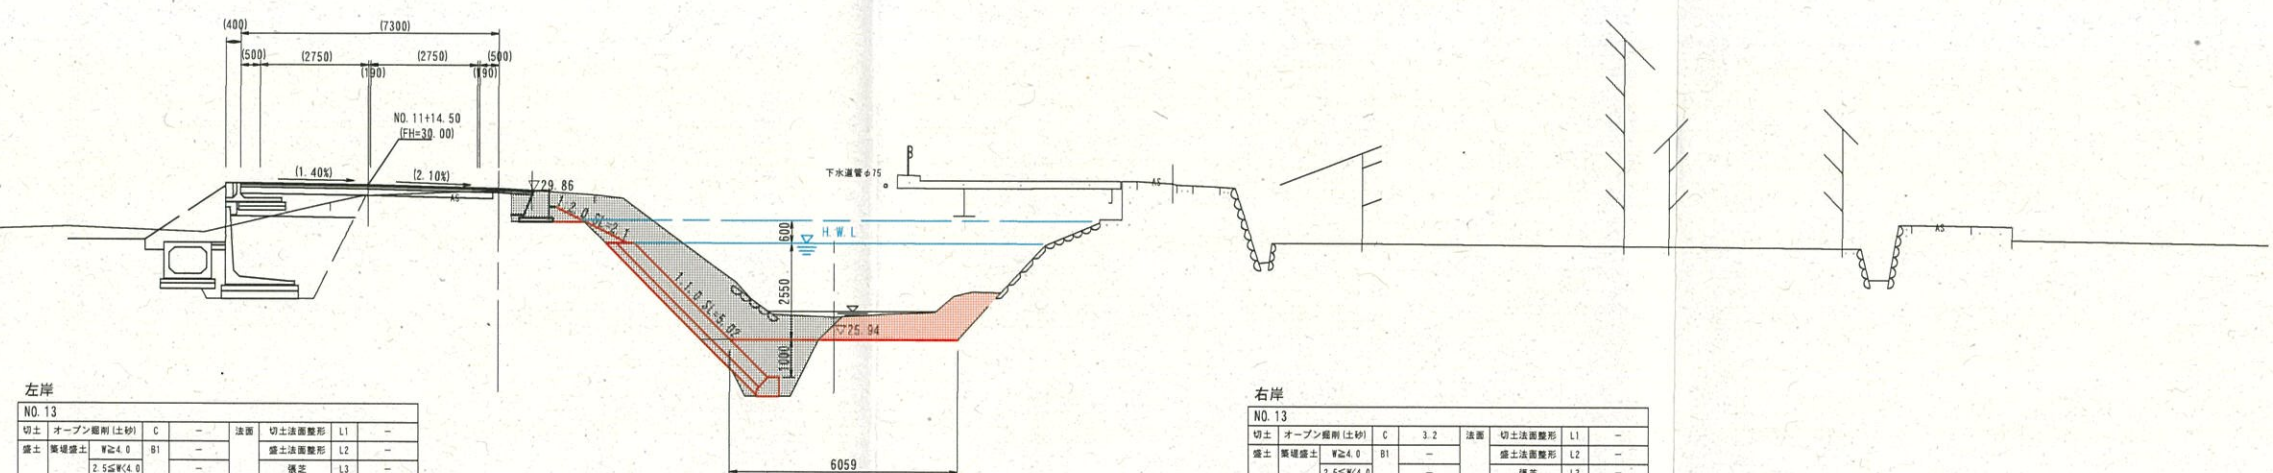 (400)
(7300)
(500)
(2750)
(2750)
(500)
(190)
(190)
NO. 11+14.50
(FH=30.00)
(1.40%)
(2.10%)
▽29.86
AS
下水道管φ75
AS
AS
1:2.0 SL=2.1
600
H.W.L
2550
1:1.0 SL=5.02
▽25.94
1000
6059
左岸
NO. 13
切土 オープン掘削(土砂) C － 法面 切土法面整形 L1 －
盛土 築堤盛土 W≧4.0 B1 － 盛土法面整形 L2 －
2.5≦W<4.0 － 張芝 L3 －
右岸
NO. 13
切土 オープン掘削(土砂) C 3.2 法面 切土法面整形 L1 －
盛土 築堤盛土 W≧4.0 B1 － 盛土法面整形 L2 －
2.5≦W<4.0 － 張芝 L3 －